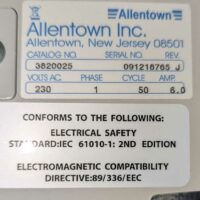 Allentown
Allentown Inc.
Allentown, New Jersey 08501
CATALOG NO. SERIAL NO. REV.
3820025 091218765 J
VOLTS AC. PHASE CYCLE AMP.
230 1 50 6.0
CONFORMS TO THE FOLLOWING:
ELECTRICAL SAFETY
STANDARD:IEC 61010-1: 2ND EDITION
ELECTROMAGNETIC COMPATIBILITY
DIRECTIVE:89/336/EEC